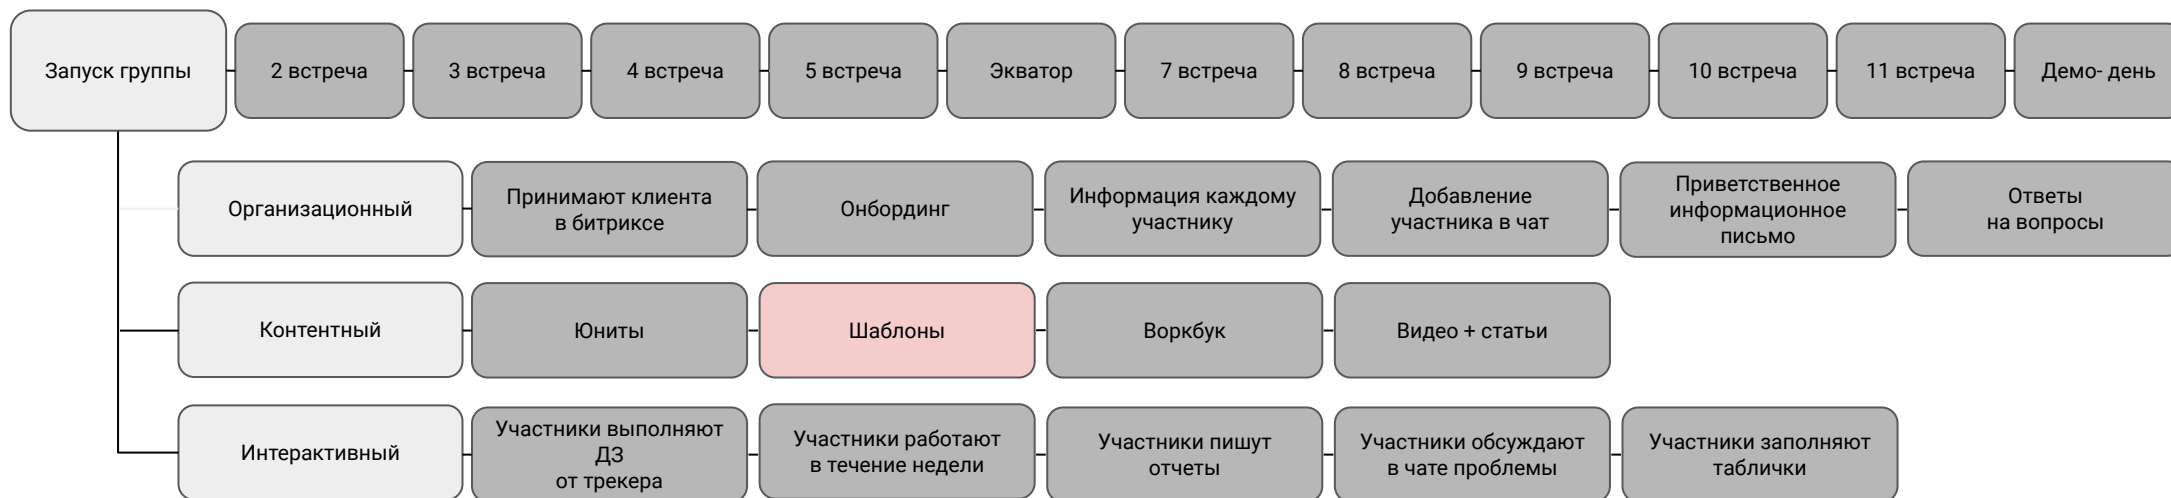 Запуск группы
2 встреча
3 встреча
4 встреча
5 встреча
Экватор
7 встреча
8 встреча
9 встреча
10 встреча
11 встреча
Демо- день
Организационный
Принимают клиента
в битриксе
Онбординг
Информация каждому
участнику
Добавление
участника в чат
Приветственное
информационное
письмо
Ответы
на вопросы
Контентный
Юниты
Шаблоны
Воркбук
Видео + статьи
Интерактивный
Участники выполняют
ДЗ
от трекера
Участники работают
в течение недели
Участники пишут
отчеты
Участники обсуждают
в чате проблемы
Участники заполняют
таблички